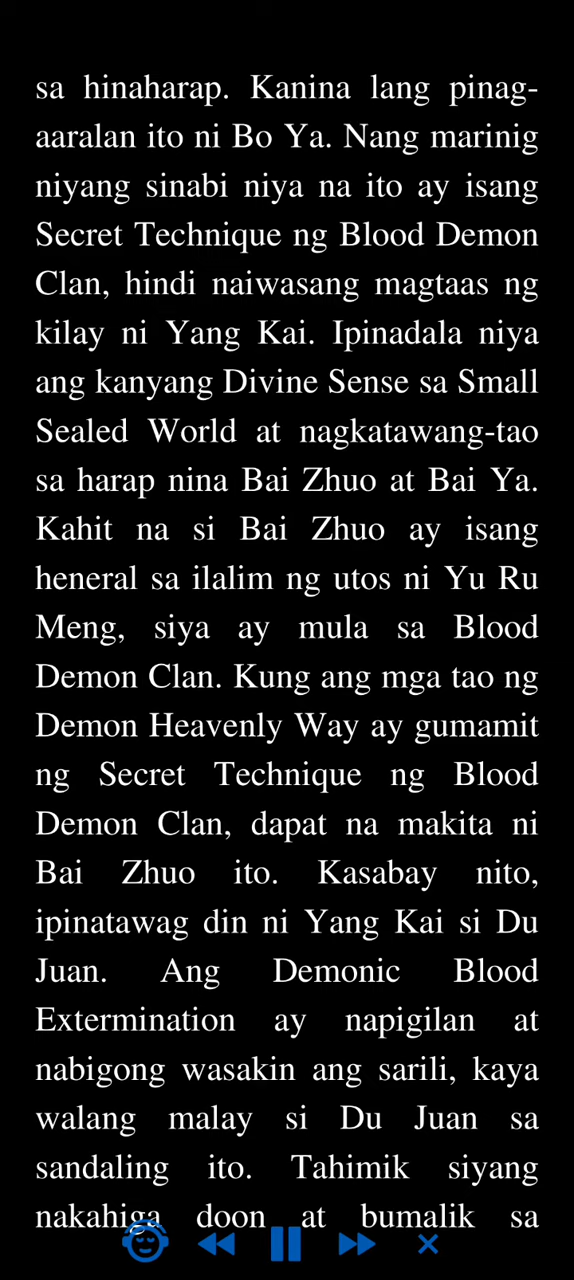 sa hinaharap. Kanina lang pinag-
aaralan ito ni Bo Ya. Nang marinig
niyang sinabi niya na ito ay isang
Secret Technique ng Blood Demon
Clan, hindi naiwasang magtaas ng
kilay ni Yang Kai. Ipinadala niya
ang kanyang Divine Sense sa Small
Sealed World at nagkatawang-tao
sa harap nina Bai Zhuo at Bai Ya.
Kahit na si Bai Zhuo ay isang
heneral sa ilalim ng utos ni Yu Ru
Meng, siya ay mula sa Blood
Demon Clan. Kung ang mga tao ng
Demon Heavenly Way ay gumamit
ng Secret Technique ng Blood
Demon Clan, dapat na makita ni
Bai Zhuo ito. Kasabay nito,
ipinatawag din ni Yang Kai si Du
Juan. Ang Demonic Blood
Extermination ay napigilan at
nabigong wasakin ang sarili, kaya
walang malay si Du Juan sa
sandaling ito. Tahimik siyang
nakahiga doon at bumalik sa